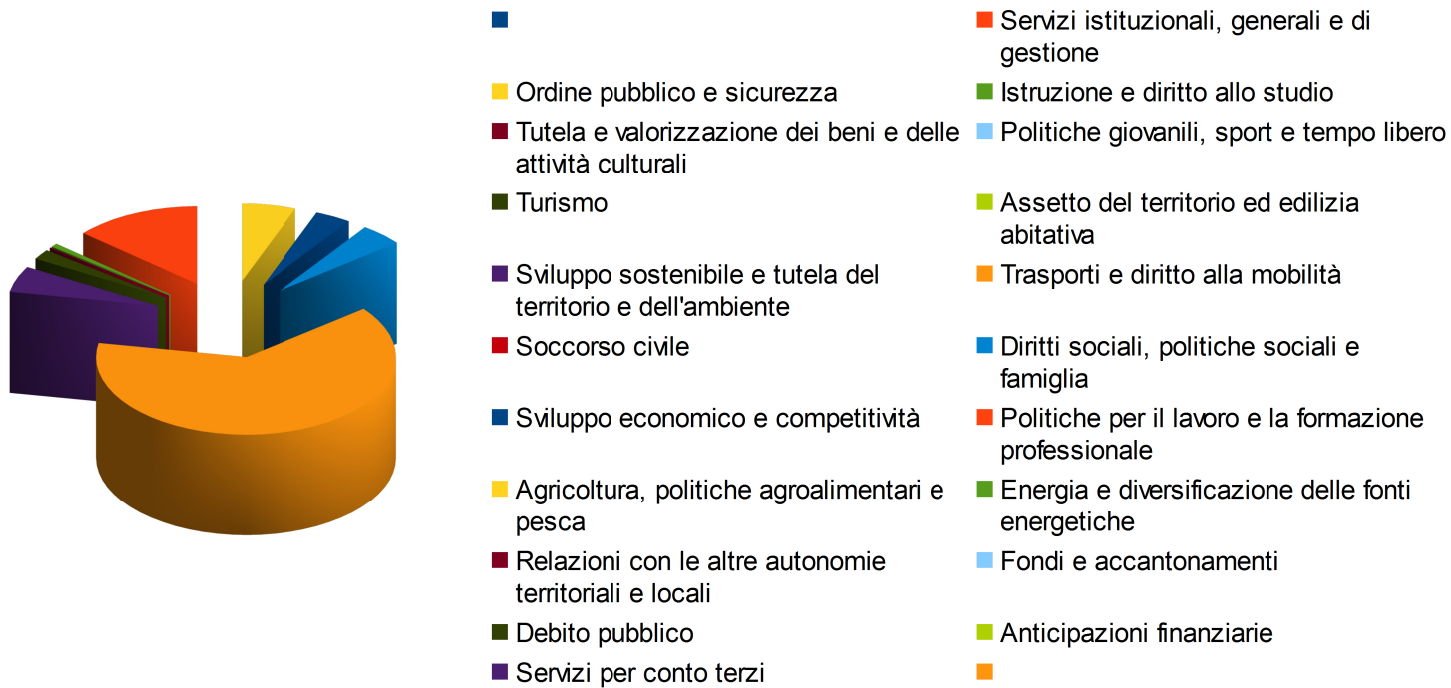 Servizi istituzionali, generali e di
gestione
Ordine pubblico e sicurezza
Istruzione e diritto allo studio
Tutela e valorizzazione dei beni e delle
attività culturali
Politiche giovanili, sport e tempo libero
Turismo
Assetto del territorio ed edilizia
abitativa
Sviluppo sostenibile e tutela del
territorio e dell'ambiente
Trasporti e diritto alla mobilità
Soccorso civile
Diritti sociali, politiche sociali e
famiglia
Sviluppo economico e competitività
Politiche per il lavoro e la formazione
professionale
Agricoltura, politiche agroalimentari e
pesca
Energia e diversificazione delle fonti
energetiche
Relazioni con le altre autonomie
territoriali e locali
Fondi e accantonamenti
Debito pubblico
Anticipazioni finanziarie
Servizi per conto terzi